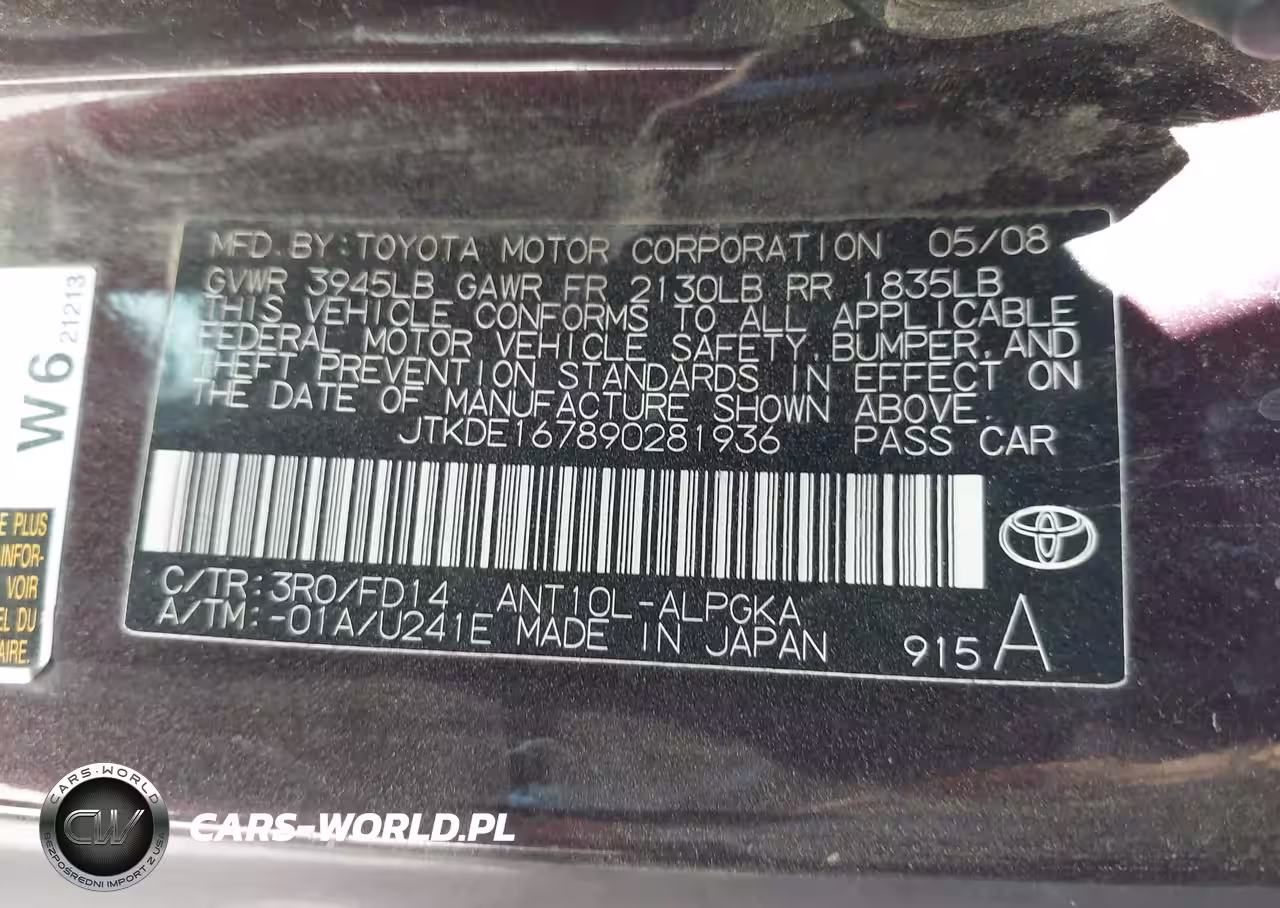 MFD.BY:TOYOTA MOTOR CORPORATION 05/08
GVWR 3945LB GAWR FR 2130LB RR 1835LB
THIS VEHICLE CONFORMS TO ALL APPLICABLE
FEDERAL MOTOR VEHICLE SAFETY,BUMPER,AND
THEFT PREVENTION STANDARDS IN EFFECT ON
THE DATE OF MANUFACTURE SHOWN ABOVE.
JTKDE167890281936 PASS CAR
C/TR:3R0/FD14 ANT10L-ALPGKA
A/TM:-01A/U241E MADE IN JAPAN
915 A
W6 21213
E PLUS
INFOR-
VOIR
EL DU
AIRE.
CARS-WORLD
CW
BEZPOŚREDNI IMPORT Z USA
CARS-WORLD.PL